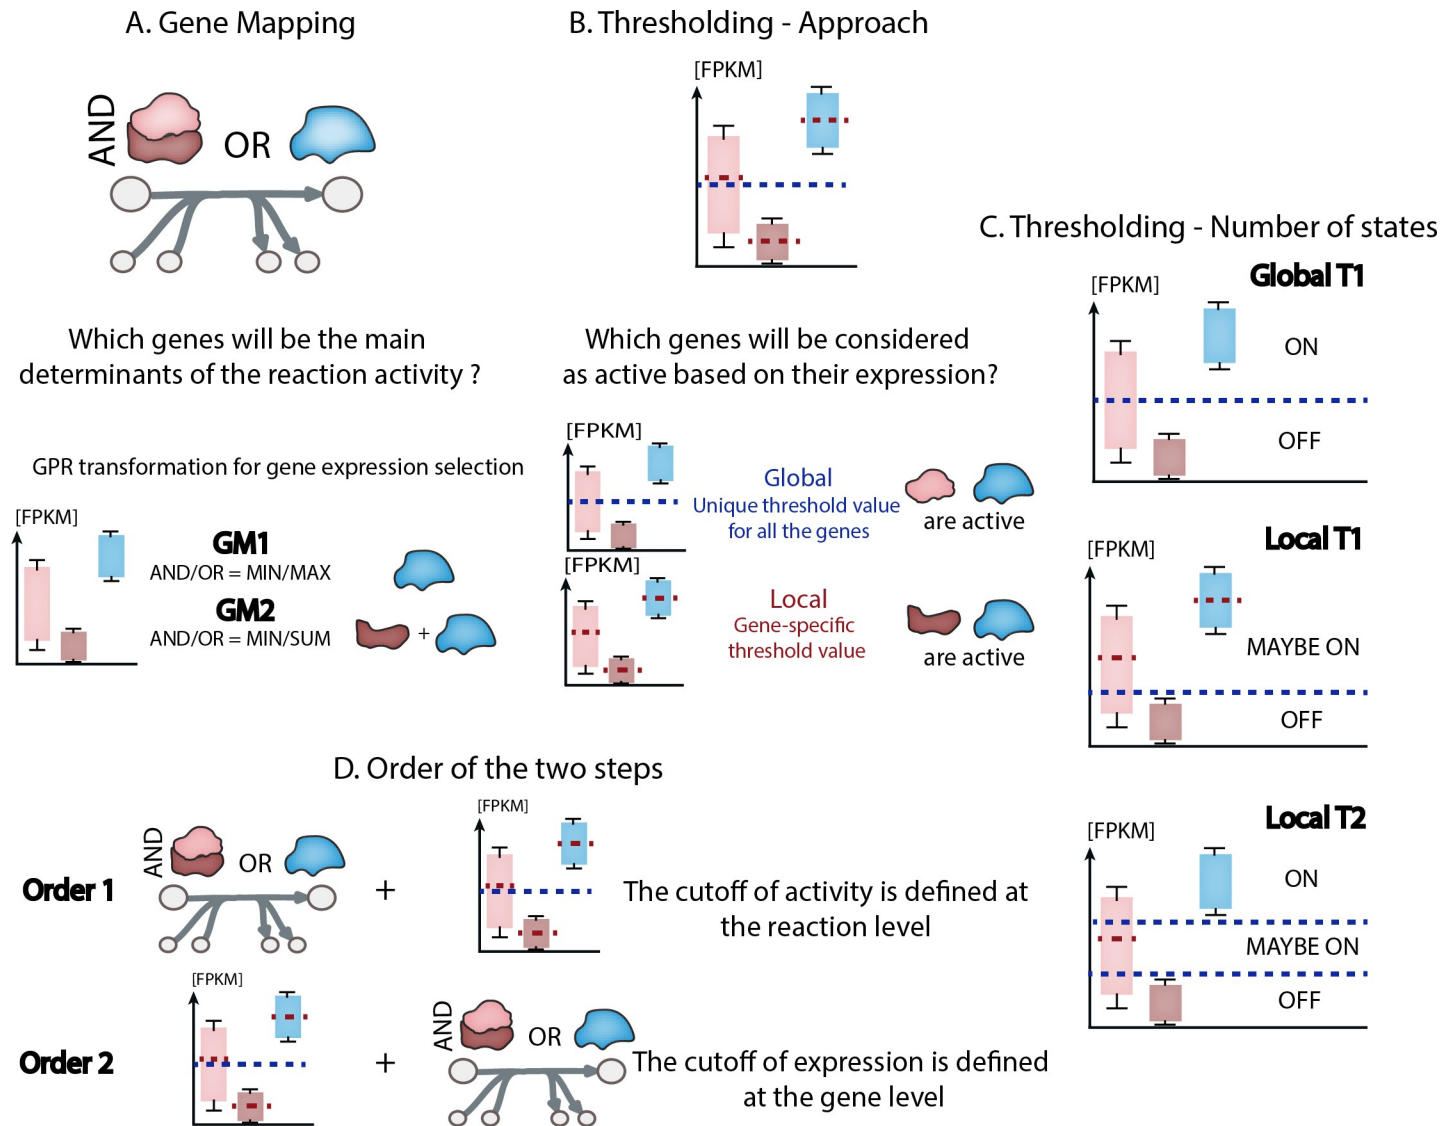 A. Gene Mapping
AND
OR
Which genes will be the main
determinants of the reaction activity ?
GPR transformation for gene expression selection
[FPKM]
GM1
AND/OR = MIN/MAX
GM2
AND/OR = MIN/SUM
+
B. Thresholding - Approach
[FPKM]
Which genes will be considered
as active based on their expression?
[FPKM]
Global
Unique threshold value
for all the genes
are active
[FPKM]
Local
Gene-specific
threshold value
are active
C. Thresholding - Number of states
Global T1
[FPKM]
ON
OFF
Local T1
[FPKM]
MAYBE ON
OFF
Local T2
[FPKM]
ON
MAYBE ON
OFF
D. Order of the two steps
Order 1
AND
OR
+
[FPKM]
The cutoff of activity is defined at
the reaction level
Order 2
[FPKM]
+
AND
OR
The cutoff of expression is defined
at the gene level